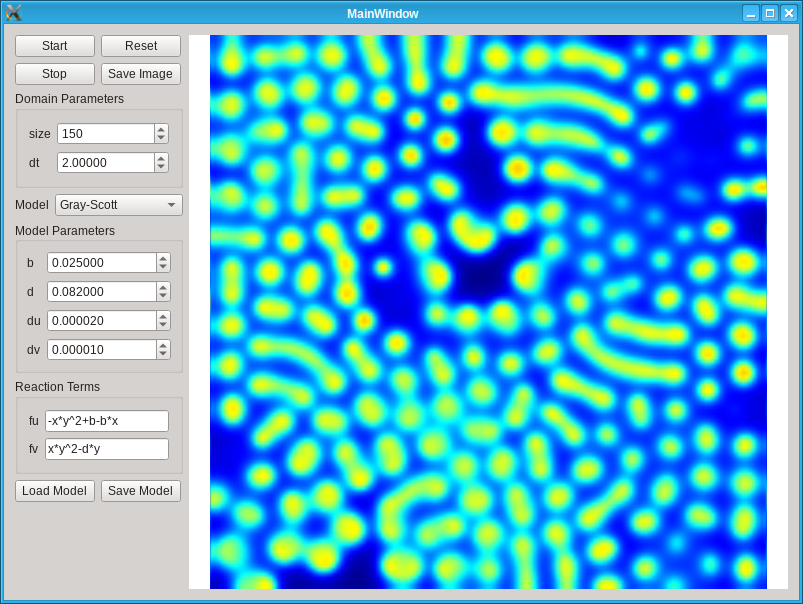 MainWindow
Start Reset
Stop Save Image
Domain Parameters
size 150
dt 2.00000
Model Gray-Scott
Model Parameters
b 0.025000
d 0.082000
du 0.000020
dv 0.000010
Reaction Terms
fu -x*y^2+b-b*x
fv x*y^2-d*y
Load Model Save Model